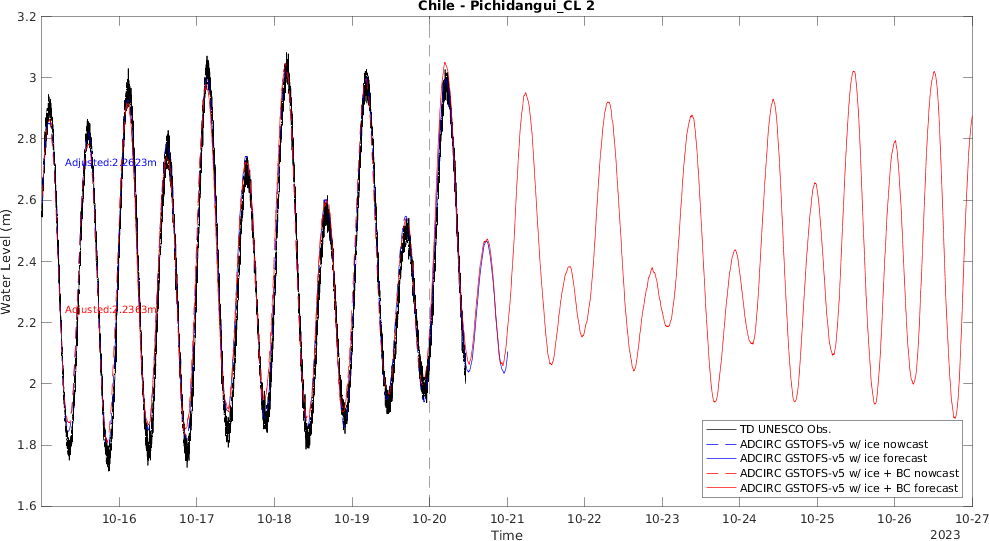 Chile - Pichidangui_CL 2
Water Level (m)
3.2
3
2.8
2.6
2.4
2.2
2
1.8
1.6
Adjusted:2.2623m
Adjusted:2.2363m
TD UNESCO Obs.
ADCIRC GSTOFS-v5 w/ ice nowcast
ADCIRC GSTOFS-v5 w/ ice forecast
ADCIRC GSTOFS-v5 w/ ice + BC nowcast
ADCIRC GSTOFS-v5 w/ ice + BC forecast
10-16 10-17 10-18 10-19 10-20 10-21 10-22 10-23 10-24 10-25 10-26 10-27
Time
2023